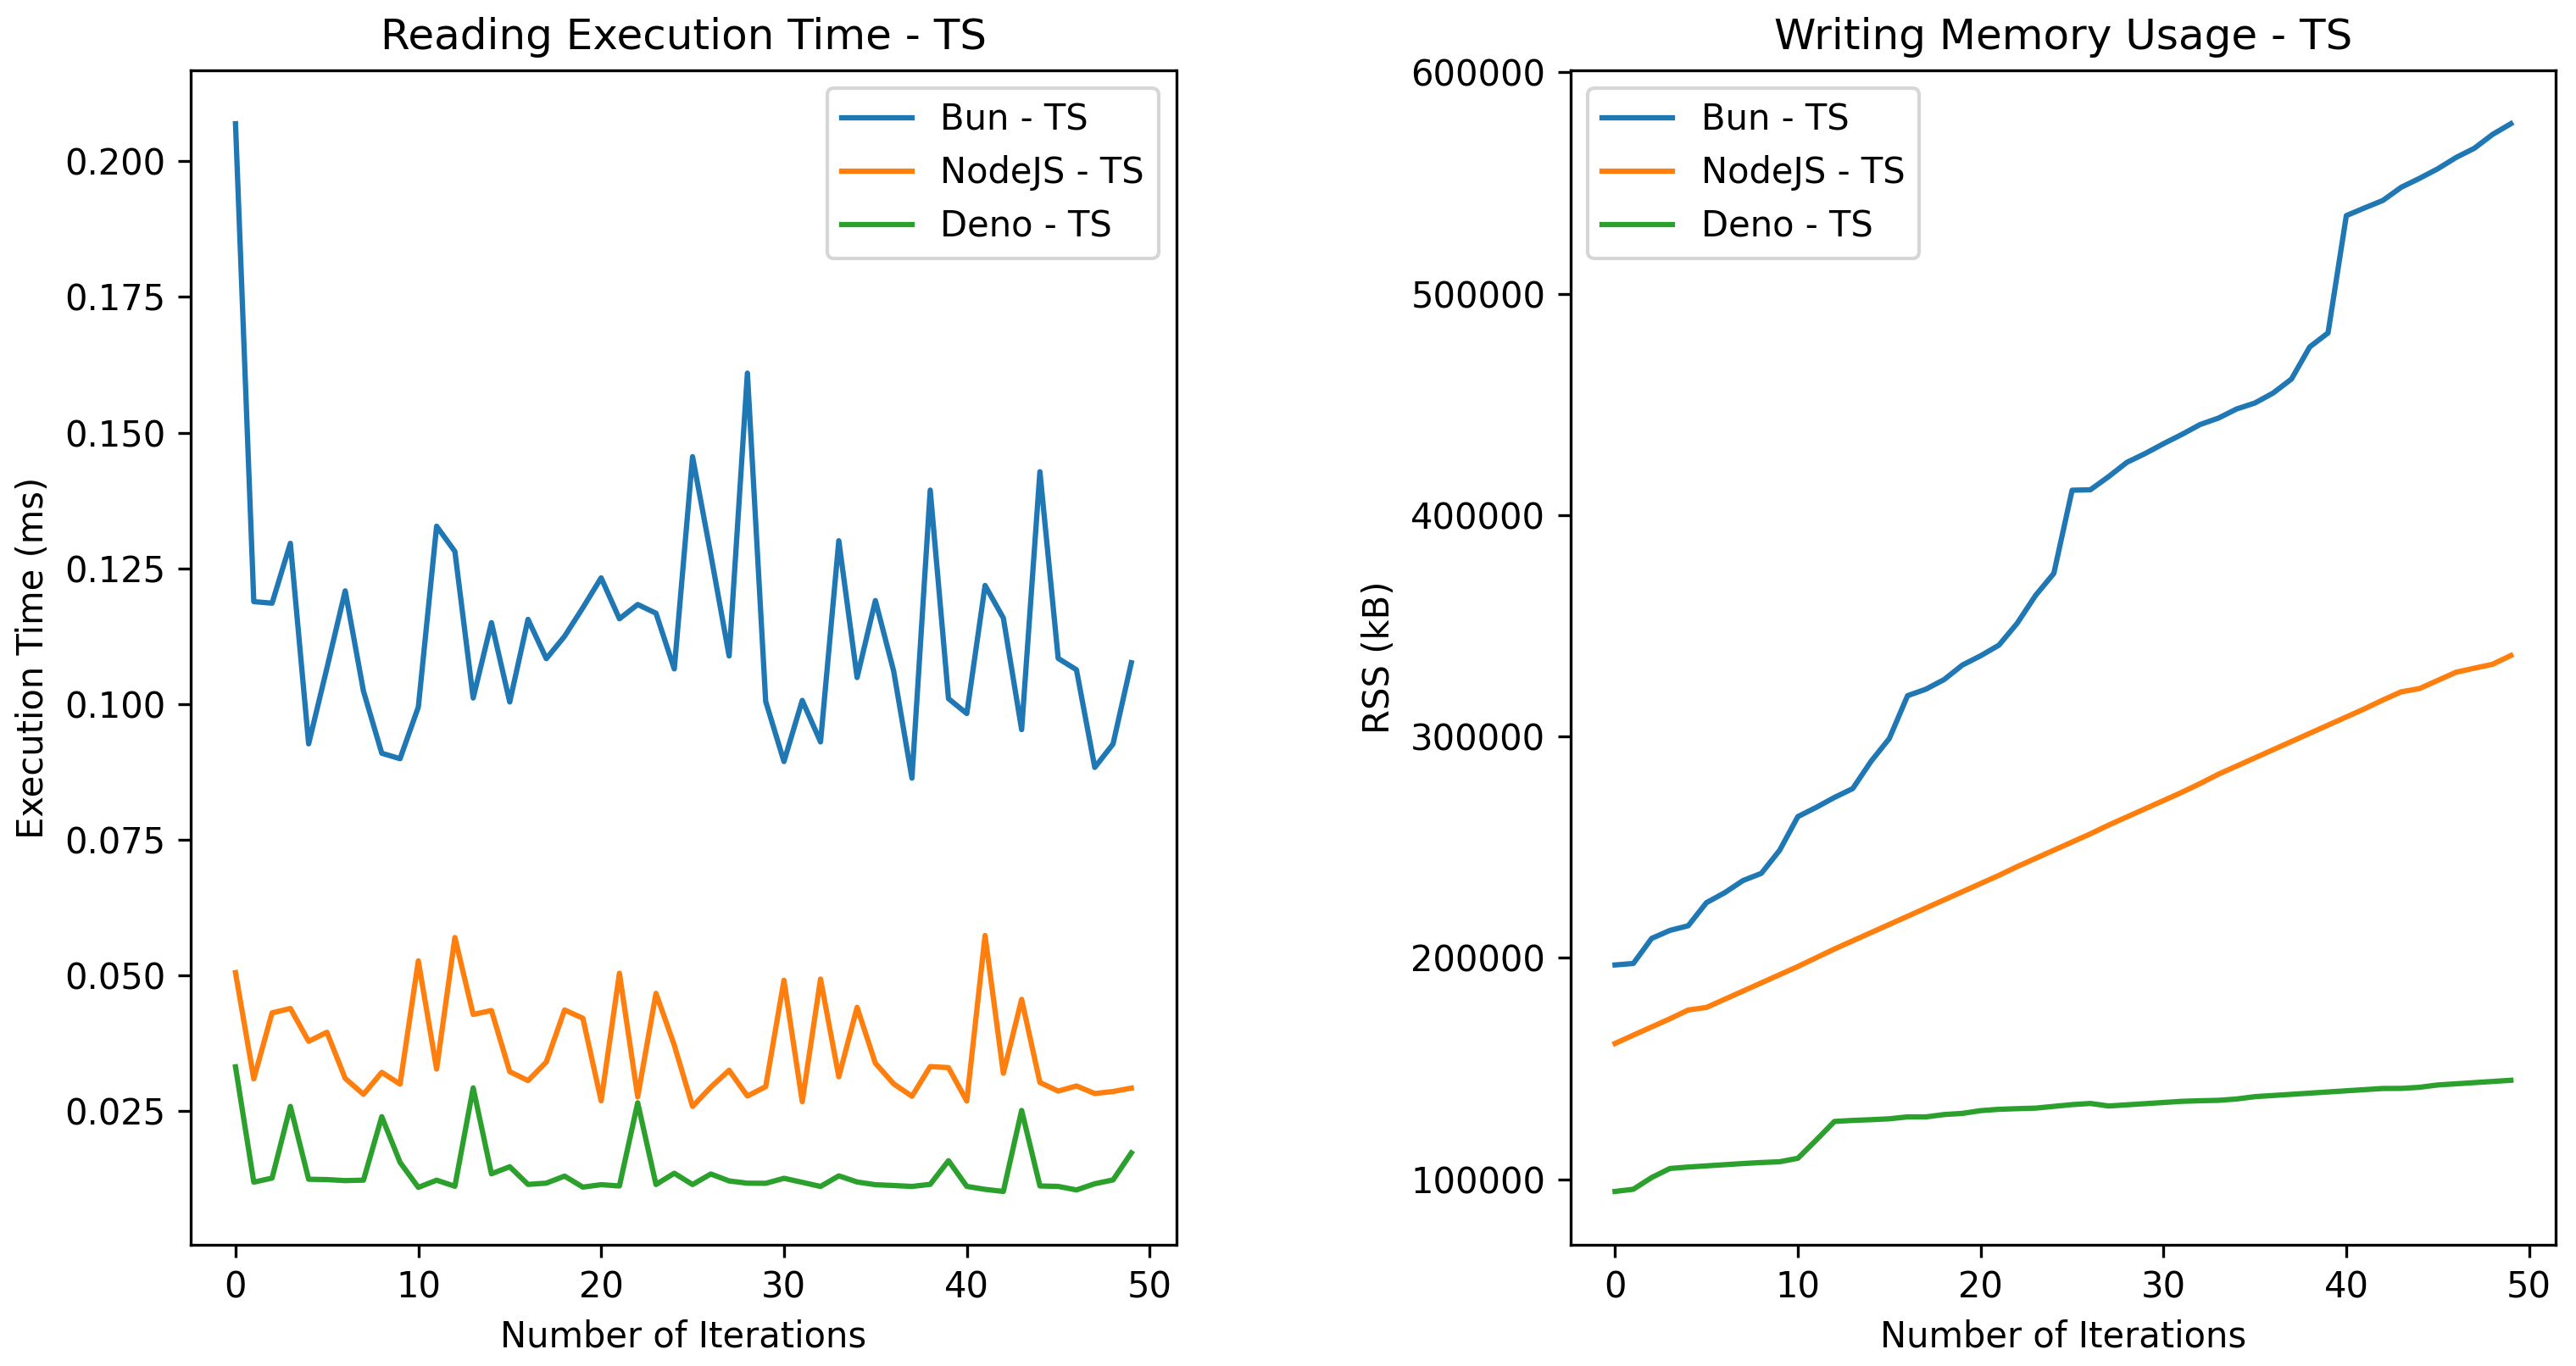 Reading Execution Time - TS
Execution Time (ms)
0.200
0.175
0.150
0.125
0.100
0.075
0.050
0.025
Bun - TS
NodeJS - TS
Deno - TS
0 10 20 30 40 50
Number of Iterations
Writing Memory Usage - TS
RSS (kB)
600000
500000
400000
300000
200000
100000
Bun - TS
NodeJS - TS
Deno - TS
0 10 20 30 40 50
Number of Iterations